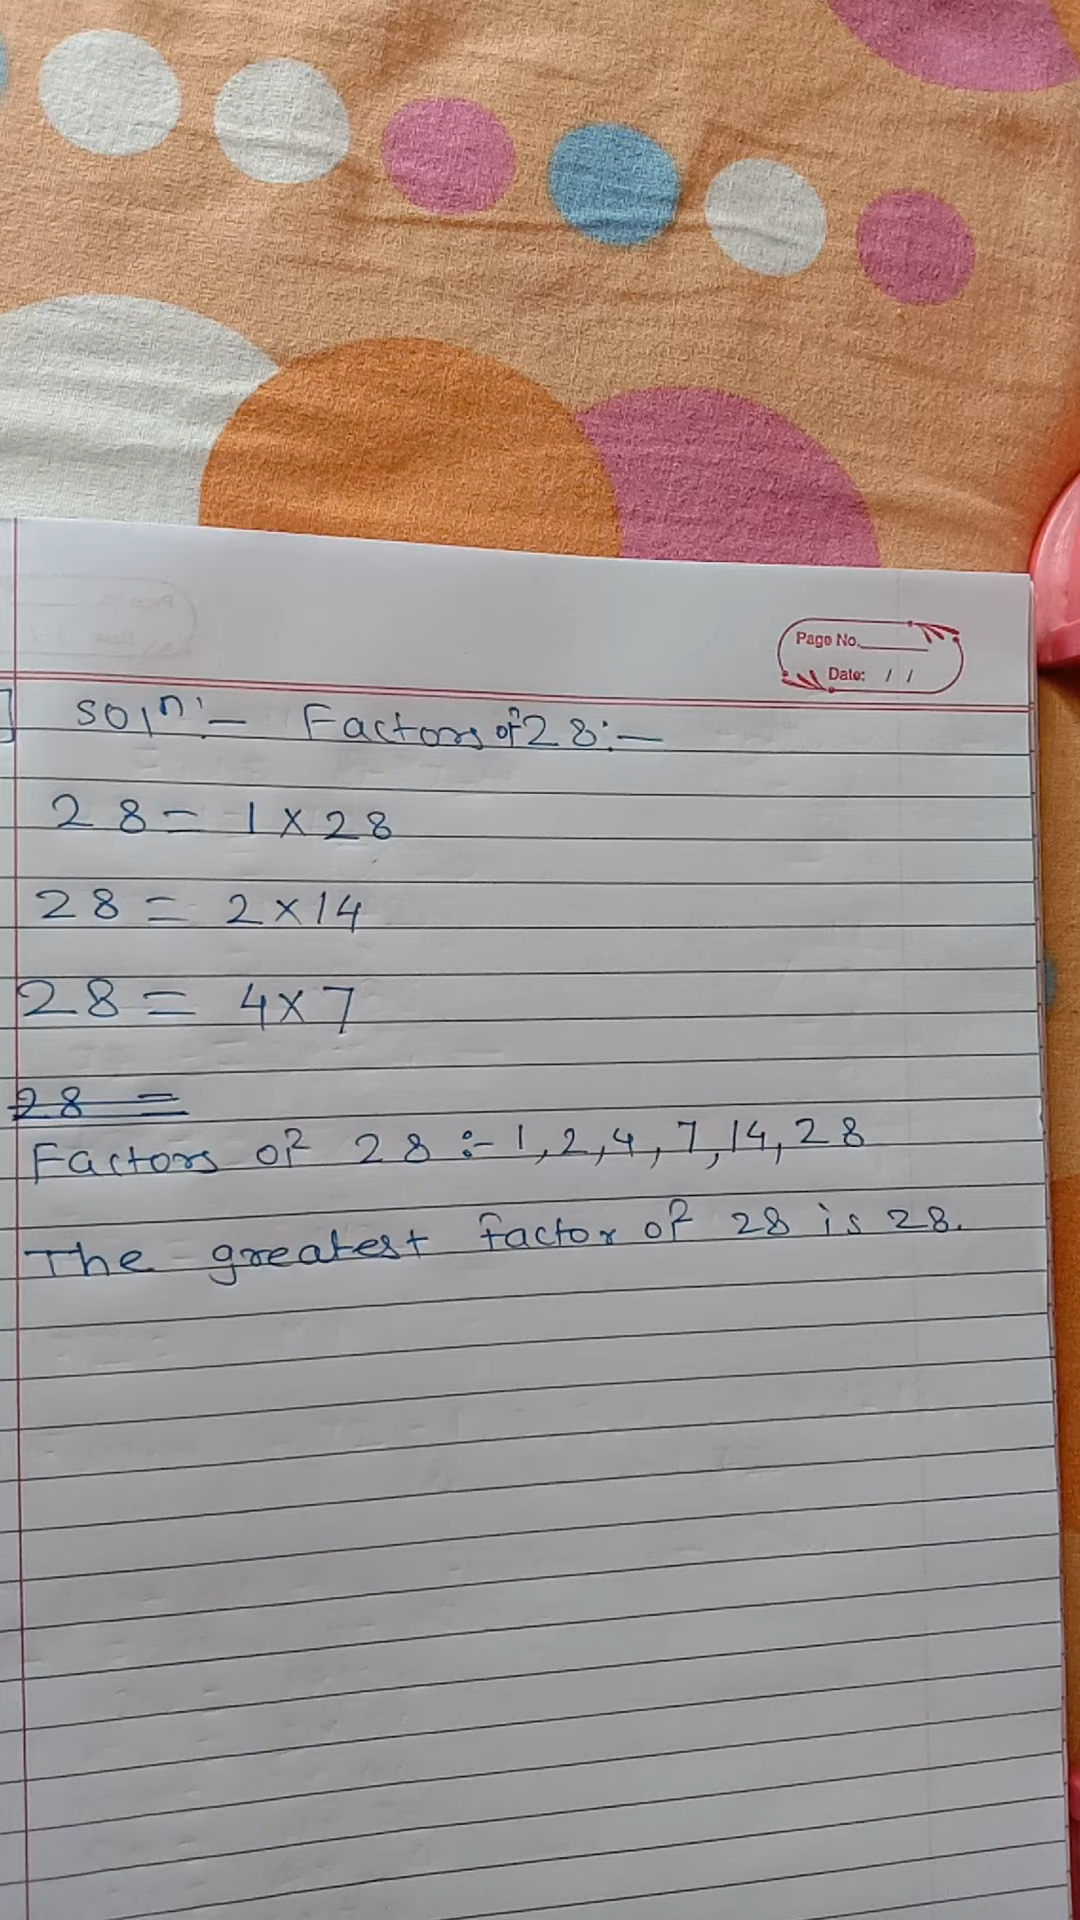 Page No.
Date: / /
Solⁿ:- Factors of 28:-
28 = 1 × 28
28 = 2 × 14
28 = 4 × 7
28 =
Factors of 28 :- 1, 2, 4, 7, 14, 28
The greatest factor of 28 is 28.